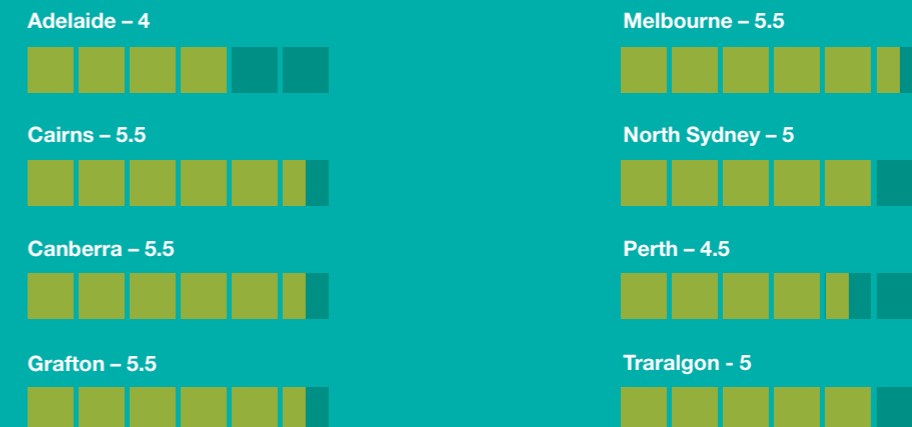 Adelaide – 4
Cairns – 5.5
Canberra – 5.5
Grafton – 5.5
Melbourne – 5.5
North Sydney – 5
Perth – 4.5
Traralgon - 5